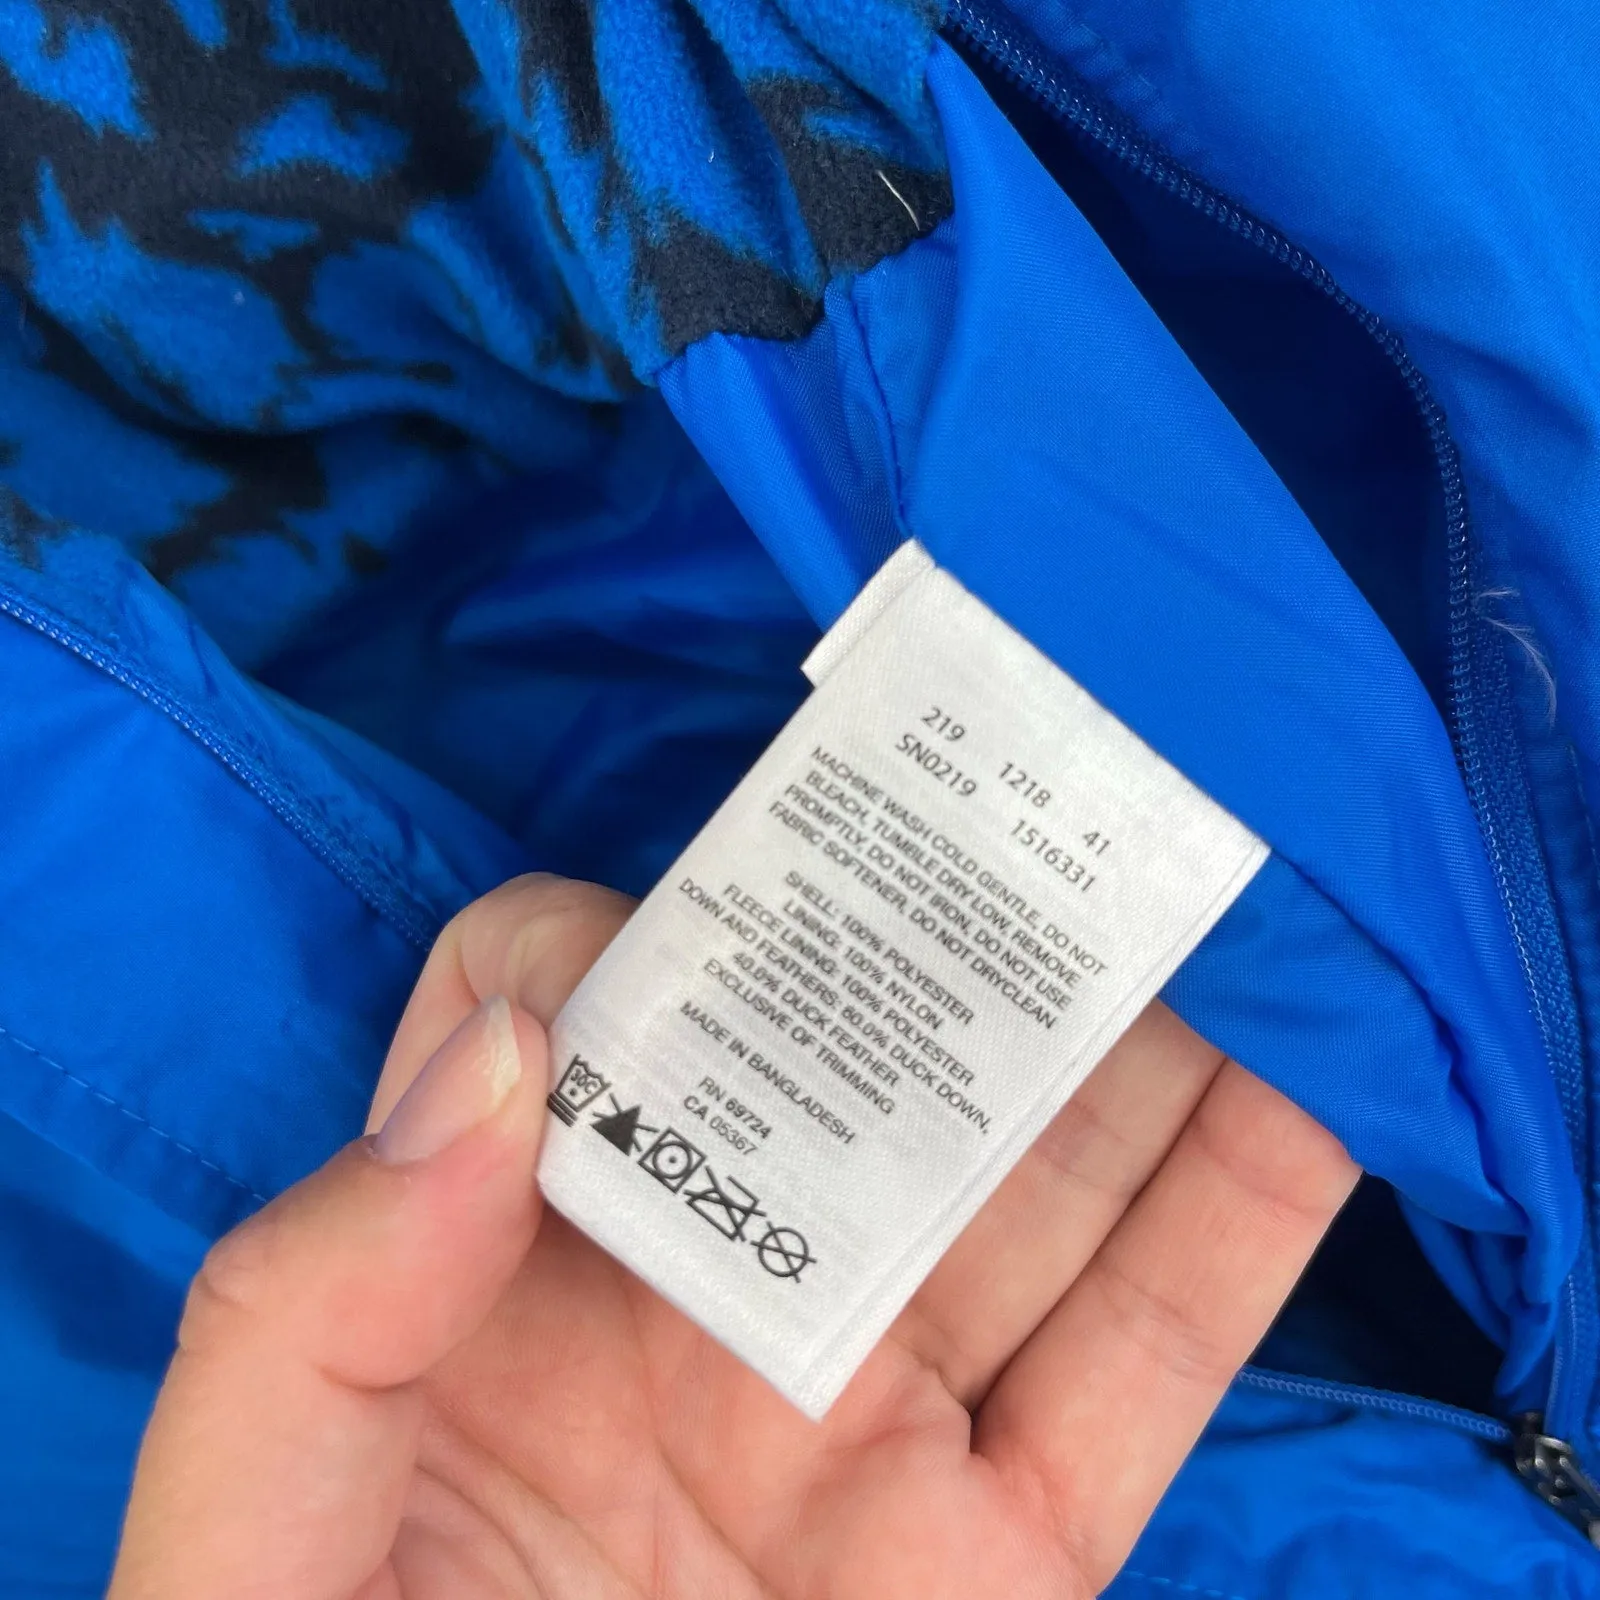 219 1218 41
SN0219 1516331
MACHINE WASH COLD GENTLE, DO NOT
BLEACH, TUMBLE DRY LOW, REMOVE
PROMPTLY, DO NOT IRON, DO NOT USE
FABRIC SOFTENER, DO NOT DRYCLEAN
SHELL: 100% POLYESTER
LINING: 100% NYLON
FLEECE LINING: 100% POLYESTER
DOWN AND FEATHERS: 60.0% DUCK DOWN,
40.0% DUCK FEATHER
EXCLUSIVE OF TRIMMING
MADE IN BANGLADESH
RN 69724
CA 05367
30C